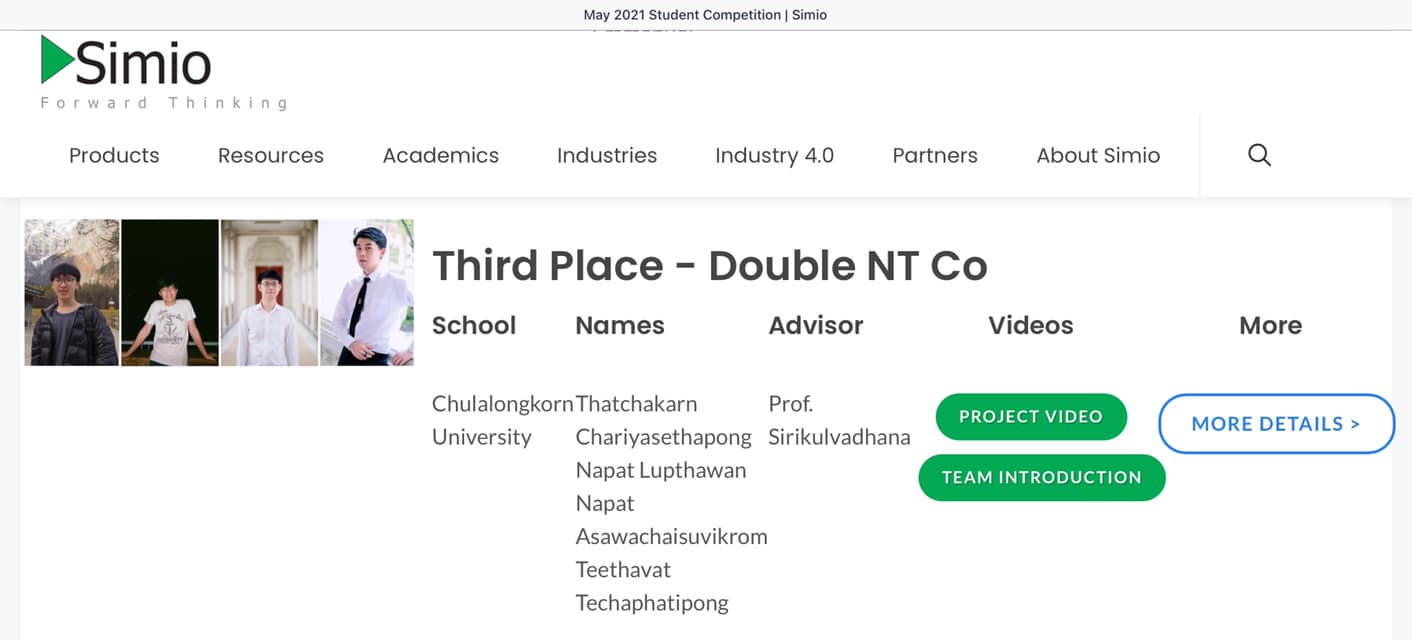 May 2021 Student Competition | Simio
Simio
Forward Thinking
Products Resources Academics Industries Industry 4.0 Partners About Simio
Third Place - Double NT Co
School Names Advisor Videos More
Chulalongkorn
University
Thatchakarn
Chariyasethapong
Napat Lupthawan
Napat
Asawachaisuvikrom
Teethavat
Techaphatipong
Prof.
Sirikulvadhana
PROJECT VIDEO
TEAM INTRODUCTION
MORE DETAILS >